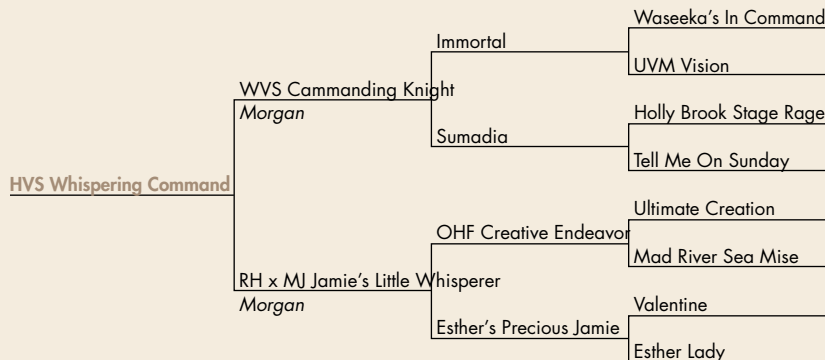 Waseeka's In Command
Immortal
UVM Vision
WVS Cammanding Knight
Morgan
Holly Brook Stage Rage
Sumadia
Tell Me On Sunday
HVS Whispering Command
Ultimate Creation
OHF Creative Endeavor
Mad River Sea Mise
RH x MJ Jamie's Little Whisperer
Morgan
Valentine
Esther's Precious Jamie
Esther Lady